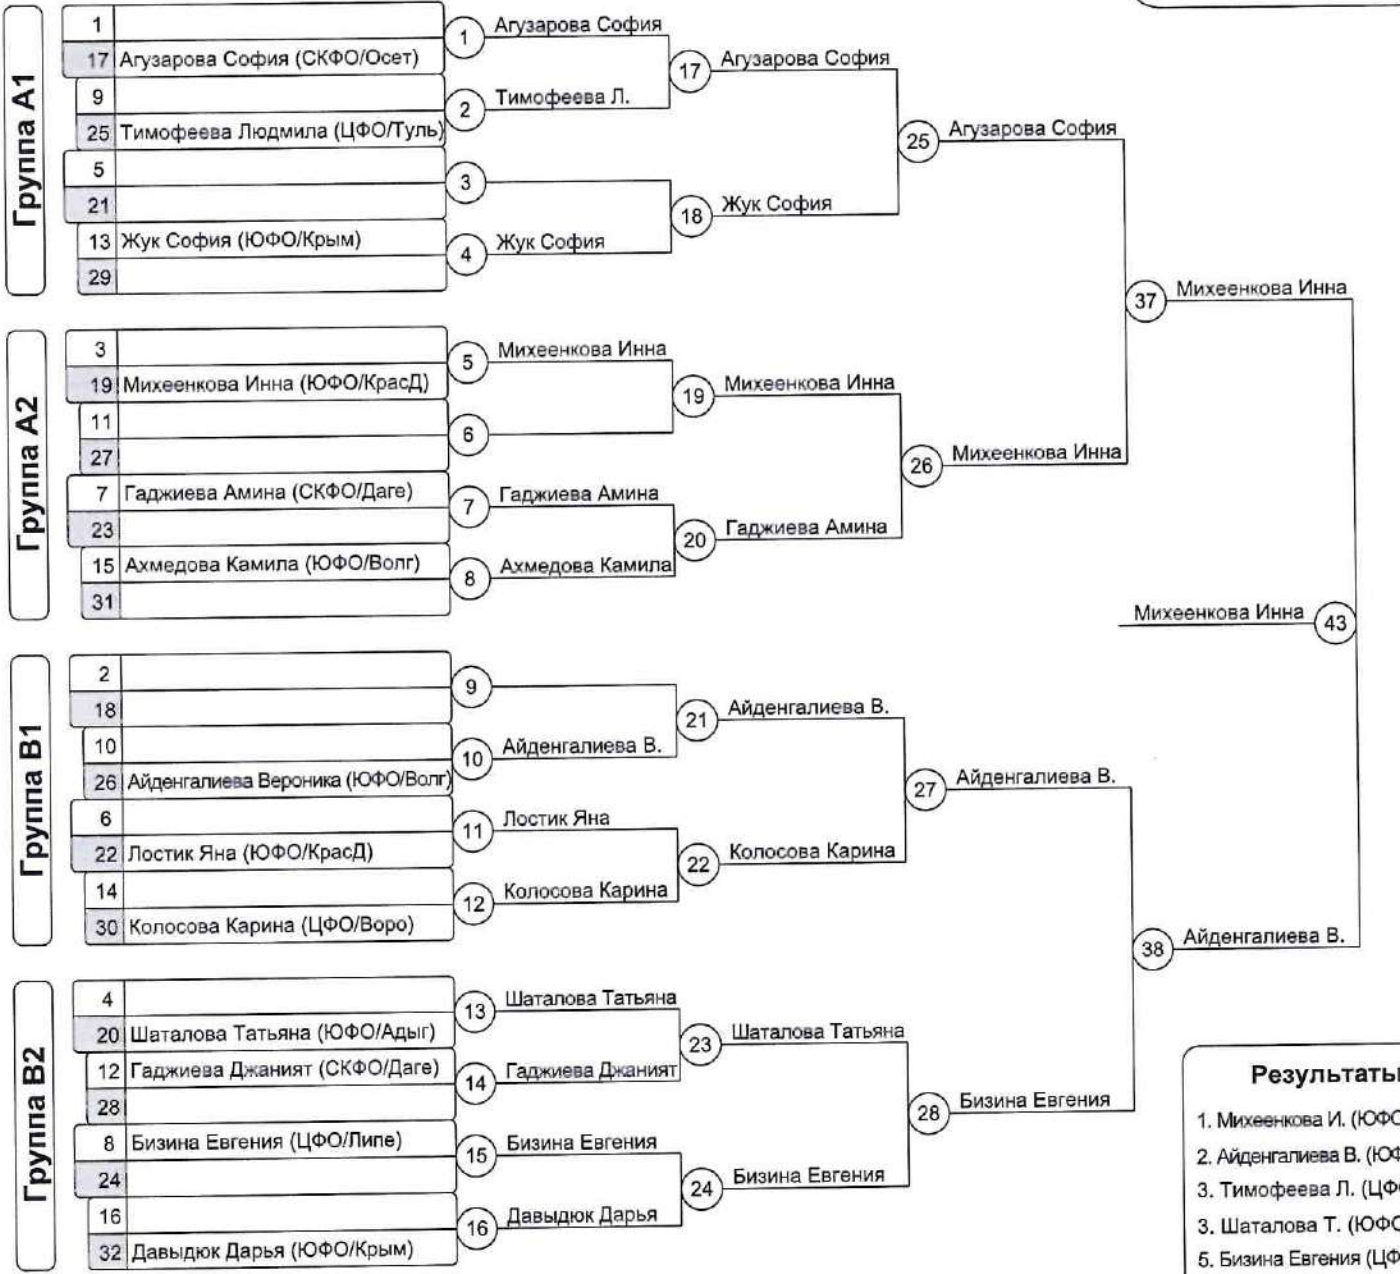 Группа A1
1
17 Агузарова София (СКФО/Осет)
9
25 Тимофеева Людмила (ЦФО/Туль)
5
21
13 Жук София (ЮФО/Крым)
29
1 Агузарова София
2 Тимофеева Л.
3
4 Жук София
17 Агузарова София
18 Жук София
25 Агузарова София
Группа A2
3
19 Михеенкова Инна (ЮФО/КрасД)
11
27
7 Гаджиева Амина (СКФО/Даге)
23
15 Ахмедова Камила (ЮФО/Волг)
31
5 Михеенкова Инна
6
7 Гаджиева Амина
8 Ахмедова Камила
19 Михеенкова Инна
20 Гаджиева Амина
26 Михеенкова Инна
37 Михеенкова Инна
Михеенкова Инна 43
Группа B1
2
18
10
26 Айденгалиева Вероника (ЮФО/Волг)
6
22 Лостик Яна (ЮФО/КрасД)
14
30 Колосова Карина (ЦФО/Воро)
9
10 Айденгалиева В.
11 Лостик Яна
12 Колосова Карина
21 Айденгалиева В.
22 Колосова Карина
27 Айденгалиева В.
38 Айденгалиева В.
Группа B2
4
20 Шаталова Татьяна (ЮФО/Адыг)
12 Гаджиева Джаният (СКФО/Даге)
28
8 Бизина Евгения (ЦФО/Липе)
24
16
32 Давыдюк Дарья (ЮФО/Крым)
13 Шаталова Татьяна
14 Гаджиева Джаният
15 Бизина Евгения
16 Давыдюк Дарья
23 Шаталова Татьяна
24 Бизина Евгения
28 Бизина Евгения
Результаты
1. Михеенкова И. (ЮФО
2. Айденгалиева В. (ЮФ
3. Тимофеева Л. (ЦФ
3. Шаталова Т. (ЮФО
5. Бизина Евгения (ЦФ